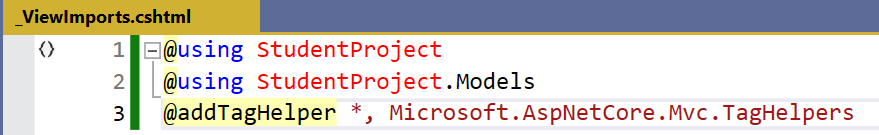 _ViewImports.cshtml
1 @using StudentProject
2 @using StudentProject.Models
3 @addTagHelper *, Microsoft.AspNetCore.Mvc.TagHelpers